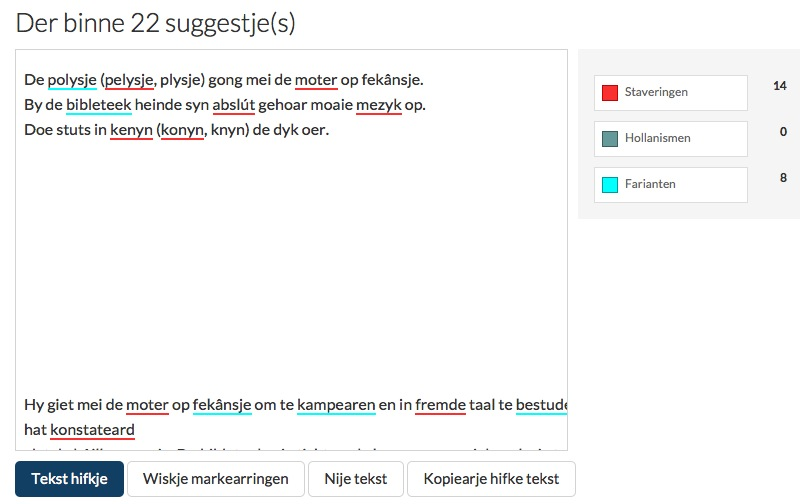 Der binne 22 suggestje(s)
De polysje (pelysje, plysje) gong mei de moter op fekânsje.
By de bibleteek heinde syn abslút gehoar moaie mezyk op.
Doe stuts in kenyn (konyn, knyn) de dyk oer.
Staveringen 14
Hollanismen 0
Farianten 8
Hy giet mei de moter op fekânsje om te kampearen en in fremde taal te bestude
hat konstateard
Tekst hifkje Wiskje markearringen Nije tekst Kopiearje hifke tekst